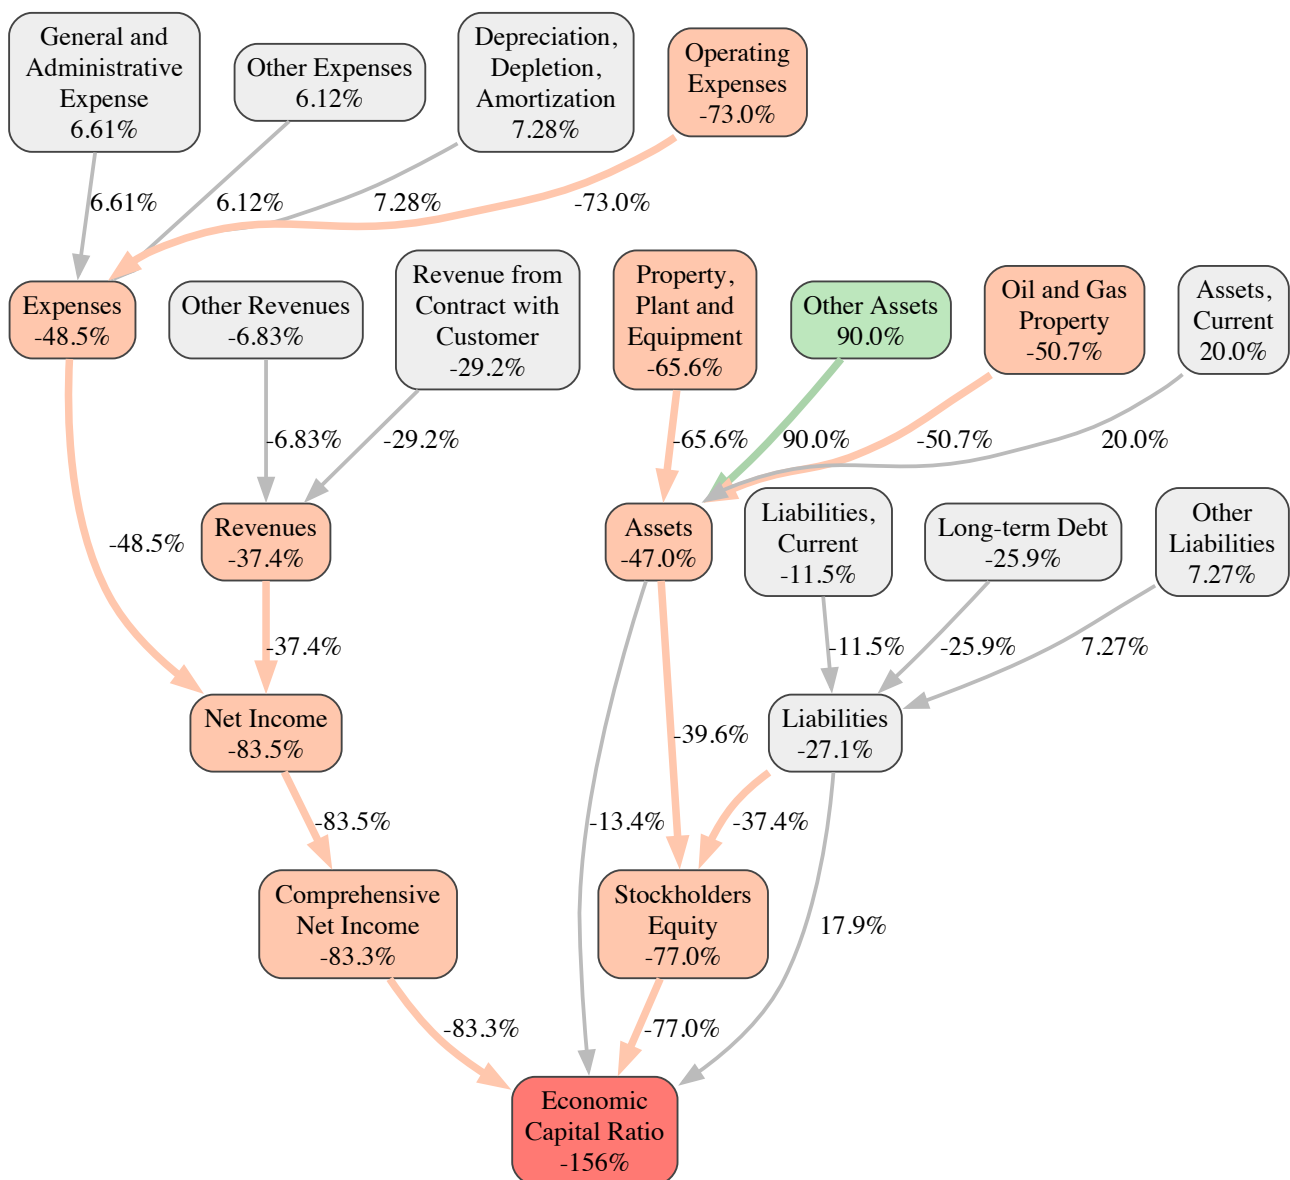 General and
Administrative
Expense
6.61%
Other Expenses
6.12%
Depreciation,
Depletion,
Amortization
7.28%
Operating
Expenses
-73.0%
6.61%
6.12%
7.28%
-73.0%
Expenses
-48.5%
Other Revenues
-6.83%
Revenue from
Contract with
Customer
-29.2%
Property,
Plant and
Equipment
-65.6%
Other Assets
90.0%
Oil and Gas
Property
-50.7%
Assets,
Current
20.0%
-6.83%
-29.2%
-65.6%
90.0%
-50.7%
20.0%
-48.5%
Revenues
-37.4%
Assets
-47.0%
Liabilities,
Current
-11.5%
Long-term Debt
-25.9%
Other
Liabilities
7.27%
-37.4%
-11.5%
-25.9%
7.27%
Net Income
-83.5%
-39.6%
Liabilities
-27.1%
-83.5%
-13.4%
-37.4%
Comprehensive
Net Income
-83.3%
Stockholders
Equity
-77.0%
17.9%
-83.3%
-77.0%
Economic
Capital Ratio
-156%